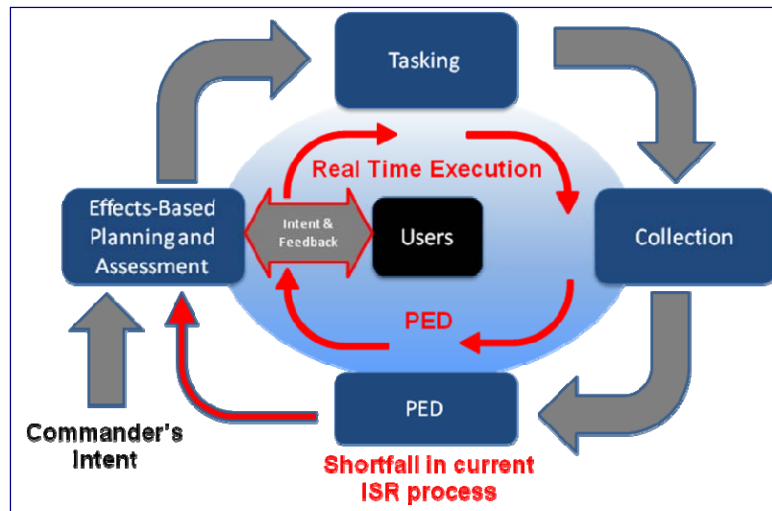 Tasking
Real Time Execution
Effects-Based
Planning and
Assessment
Intent &
Feedback
Users
Collection
PED
PED
Commander's
Intent
Shortfall in current
ISR process